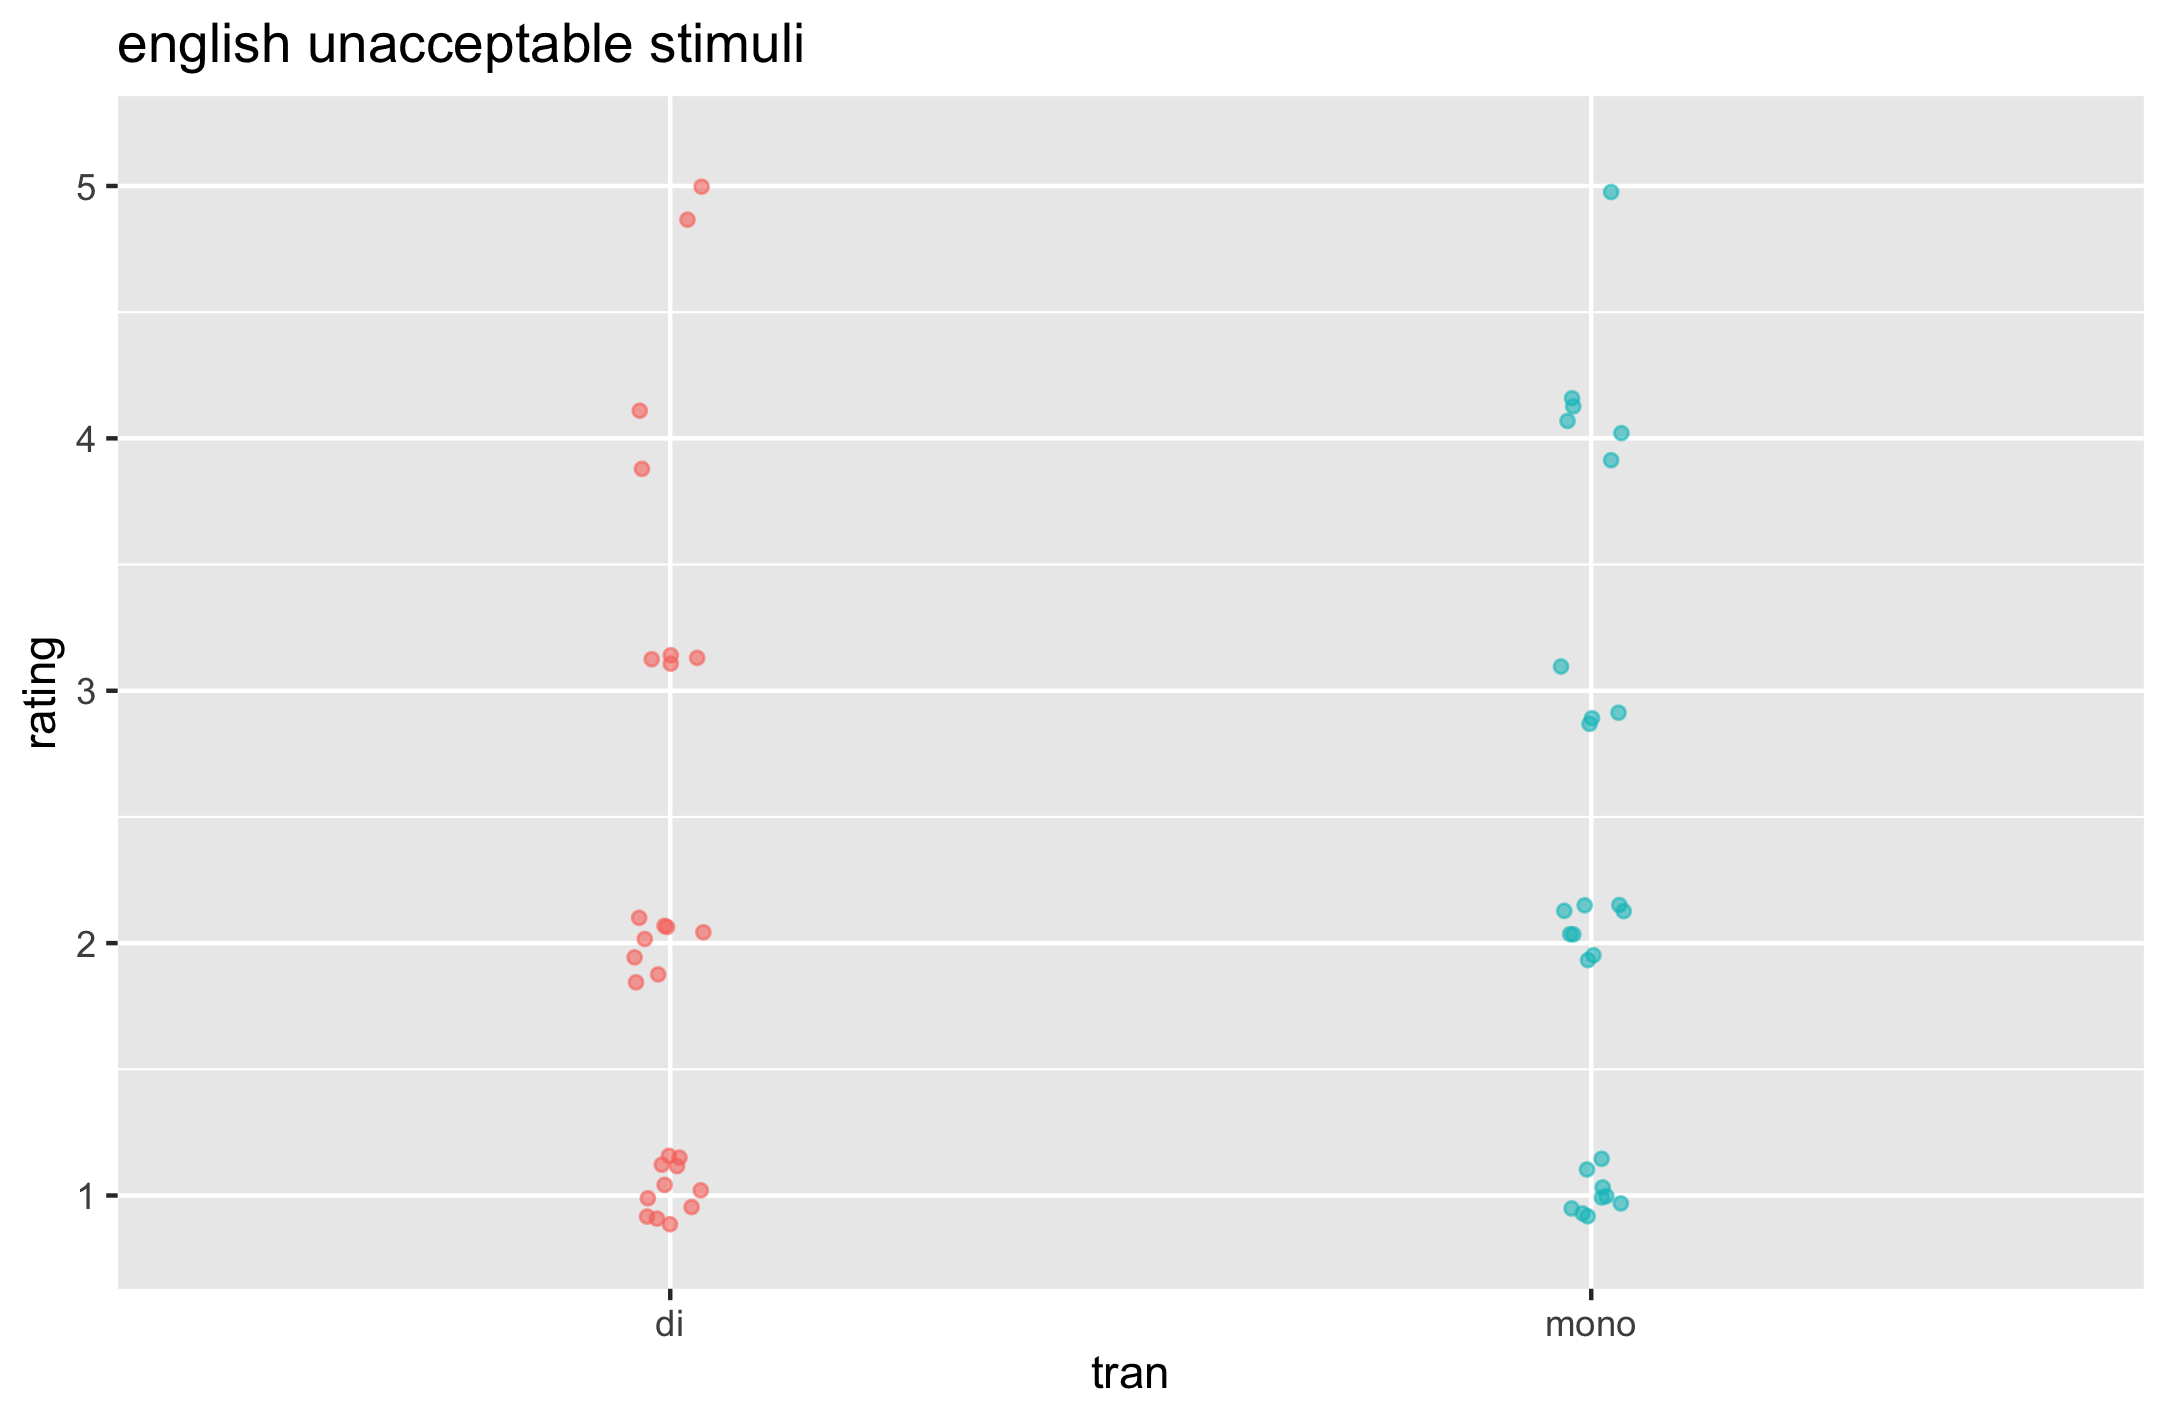 english unacceptable stimuli
5
4
3
2
1
rating
di
mono
tran